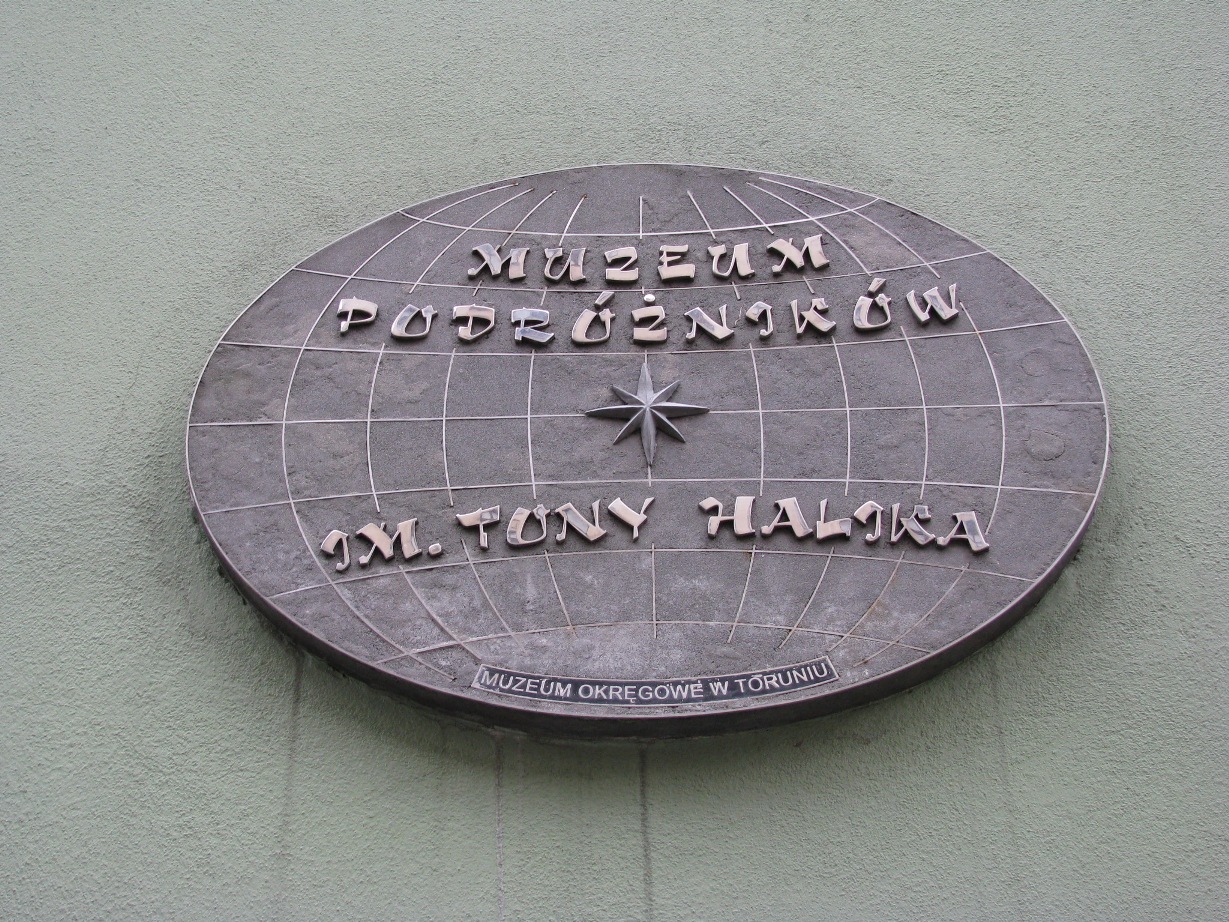 MUZEUM
PODRÓŻNIKÓW
IM. TONY HALIKA
MUZEUM OKRĘGOWE W TORUNIU